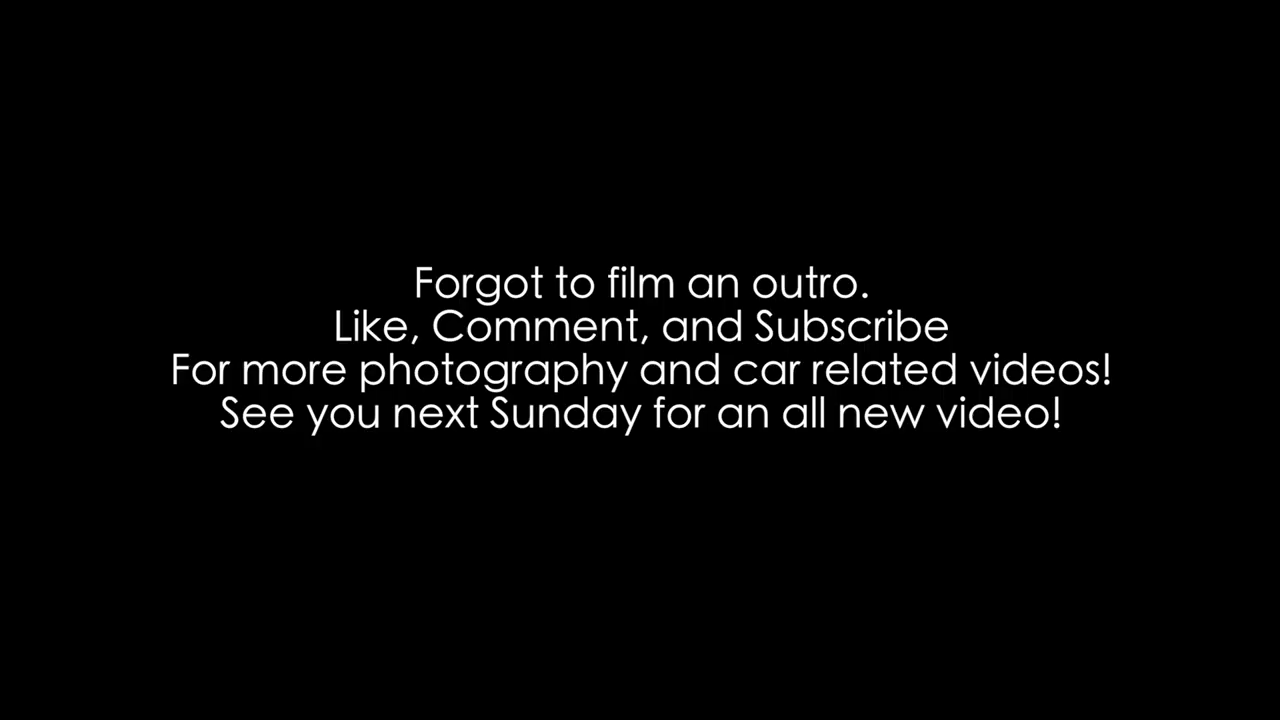 Forgot to film an outro.
Like, Comment, and Subscribe
For more photography and car related videos!
See you next Sunday for an all new video!